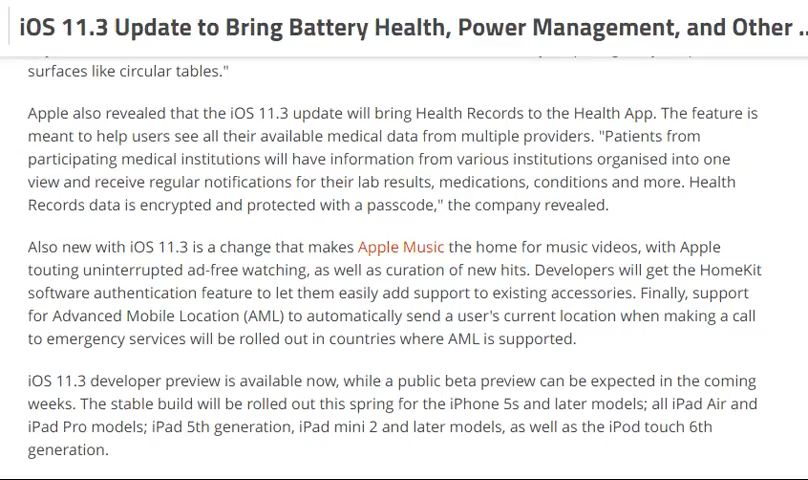 iOS 11.3 Update to Bring Battery Health, Power Management, and Other ..
surfaces like circular tables."
Apple also revealed that the iOS 11.3 update will bring Health Records to the Health App. The feature is
meant to help users see all their available medical data from multiple providers. "Patients from
participating medical institutions will have information from various institutions organised into one
view and receive regular notifications for their lab results, medications, conditions and more. Health
Records data is encrypted and protected with a passcode," the company revealed.
Also new with iOS 11.3 is a change that makes Apple Music the home for music videos, with Apple
touting uninterrupted ad-free watching, as well as curation of new hits. Developers will get the HomeKit
software authentication feature to let them easily add support to existing accessories. Finally, support
for Advanced Mobile Location (AML) to automatically send a user's current location when making a call
to emergency services will be rolled out in countries where AML is supported.
iOS 11.3 developer preview is available now, while a public beta preview can be expected in the coming
weeks. The stable build will be rolled out this spring for the iPhone 5s and later models; all iPad Air and
iPad Pro models; iPad 5th generation, iPad mini 2 and later models, as well as the iPod touch 6th
generation.